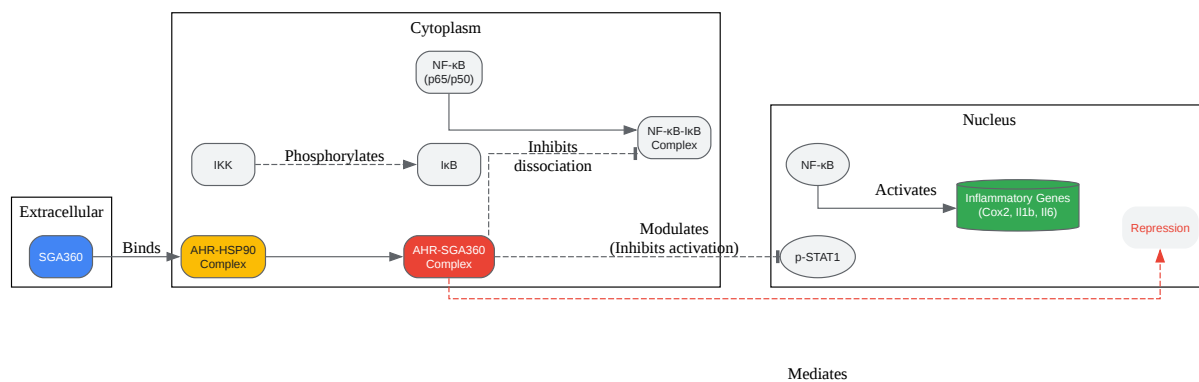 Cytoplasm
NF-κB
(p65/p50)
Nucleus
NF-κB-IκB
Complex
Inhibits
dissociation
IKK
Phosphorylates
IκB
NF-κB
Activates
Inflammatory Genes
(Cox2, Il1b, Il6)
Extracellular
Repression
Modulates
(Inhibits activation)
SGA360
Binds
AHR-HSP90
Complex
AHR-SGA360
Complex
p-STAT1
Mediates